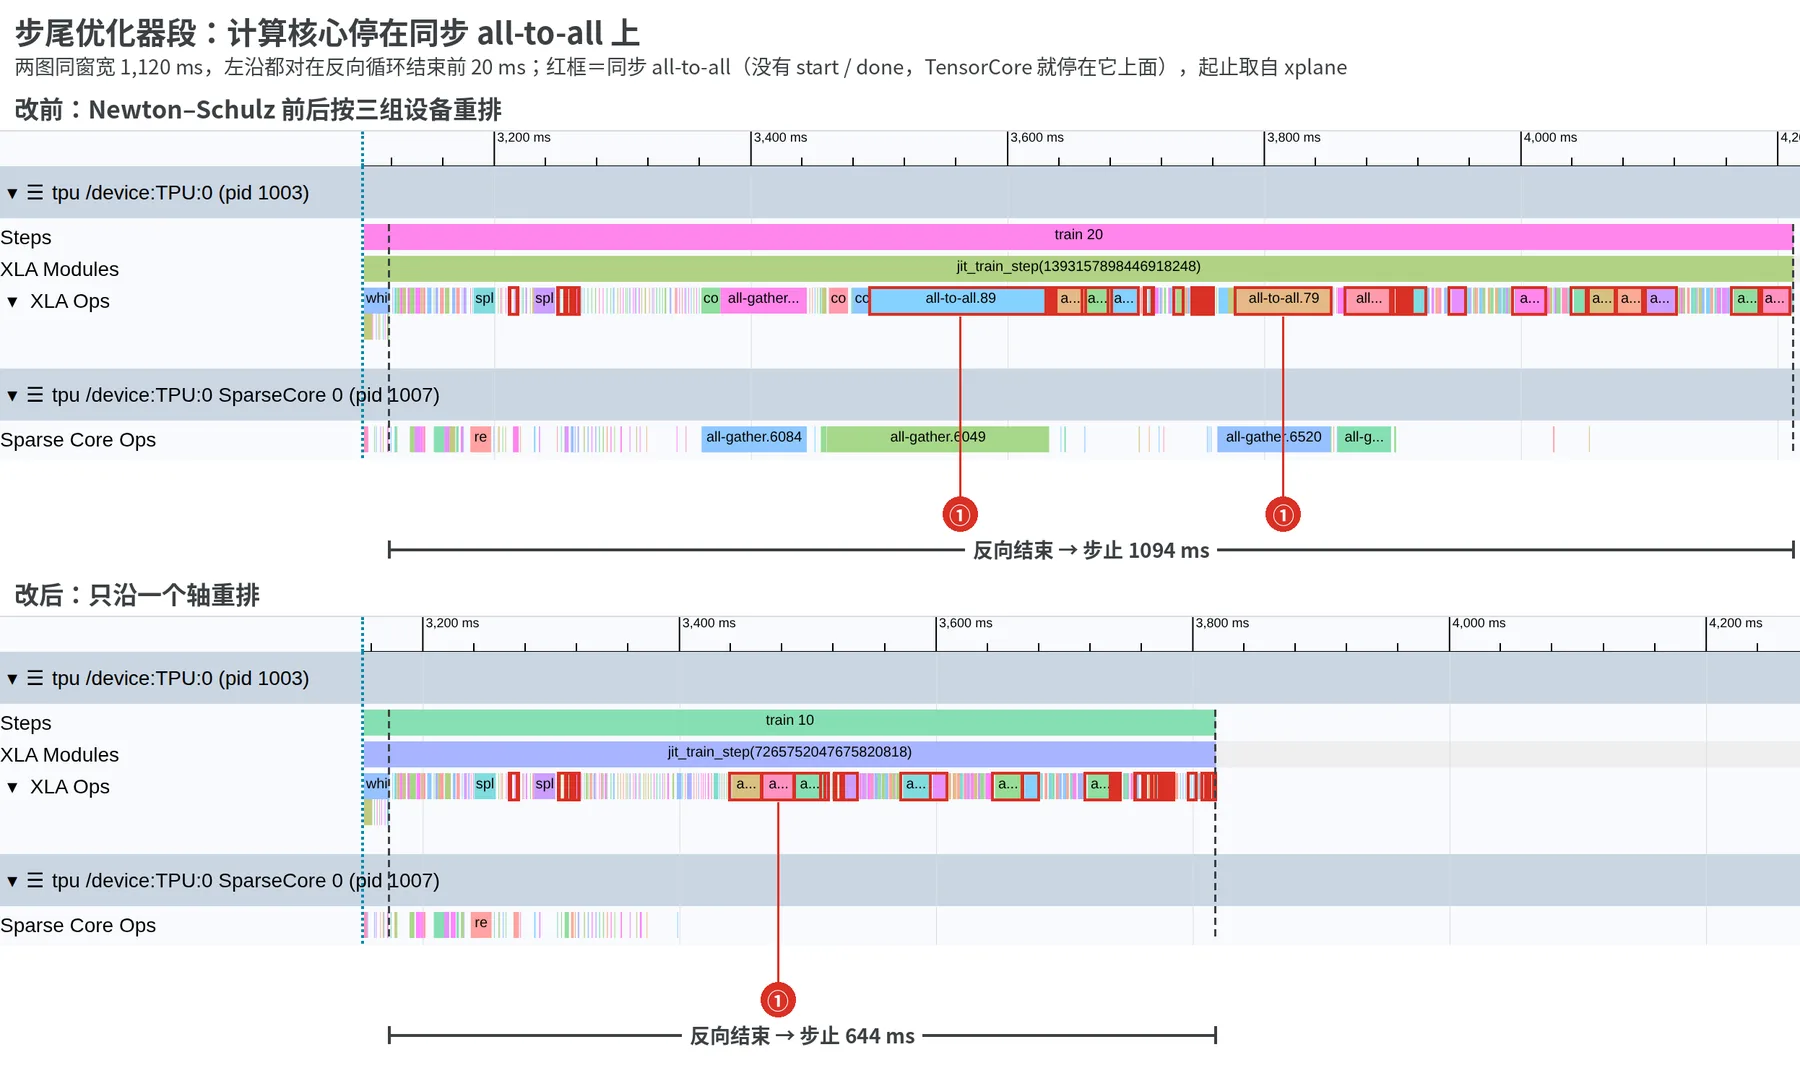 步尾优化器段：计算核心停在同步 all-to-all 上
两图同窗宽 1,120 ms，左沿都对在反向循环结束前 20 ms；红框＝同步 all-to-all（没有 start / done，TensorCore 就停在它上面），起止取自 xplane
改前：Newton–Schulz 前后按三组设备重排
3,200 ms 3,400 ms 3,600 ms 3,800 ms 4,000 ms 4,20
▼ ☰ tpu /device:TPU:0 (pid 1003)
Steps train 20
XLA Modules jit_train_step(1393157898446918248)
▼ XLA Ops whi spl spl co all-gather... co cc all-to-all.89 a... a... a... all-to-all.79 all... a... a... a... a... a... a...
▼ ☰ tpu /device:TPU:0 SparseCore 0 (pid 1007)
Sparse Core Ops re all-gather.6084 all-gather.6049 all-gather.6520 all-g...
① ①
反向结束 → 步止 1094 ms
改后：只沿一个轴重排
3,200 ms 3,400 ms 3,600 ms 3,800 ms 4,000 ms 4,200 ms
▼ ☰ tpu /device:TPU:0 (pid 1003)
Steps train 10
XLA Modules jit_train_step(7265752047675820818)
▼ XLA Ops whi spl spl a... a... a... a... a... a...
▼ ☰ tpu /device:TPU:0 SparseCore 0 (pid 1007)
Sparse Core Ops re
①
反向结束 → 步止 644 ms